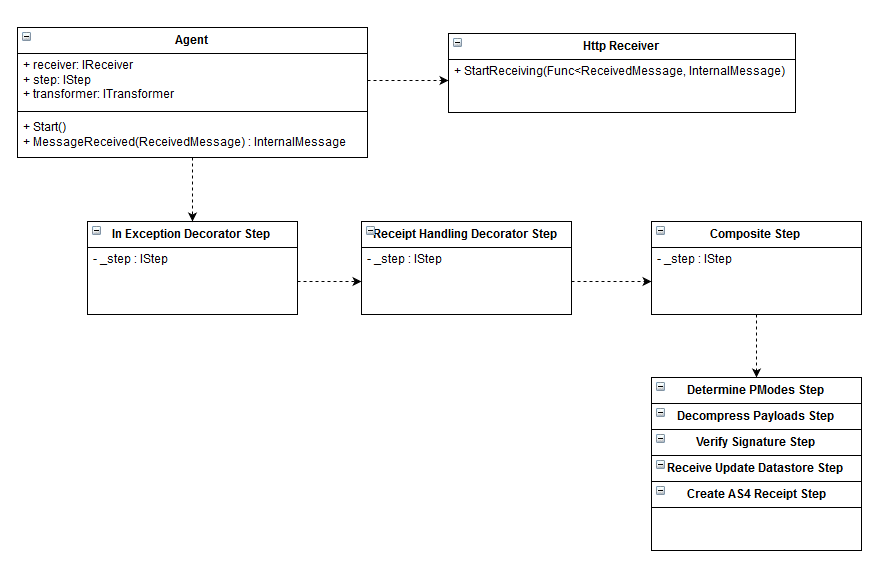 Agent
+ receiver: IReceiver
+ step: IStep
+ transformer: ITransformer
+ Start()
+ MessageReceived(ReceivedMessage) : InternalMessage
Http Receiver
+ StartReceiving(Func<ReceivedMessage, InternalMessage)
In Exception Decorator Step
- _step : IStep
Receipt Handling Decorator Step
- _step : IStep
Composite Step
- _step : IStep
Determine PModes Step
Decompress Payloads Step
Verify Signature Step
Receive Update Datastore Step
Create AS4 Receipt Step